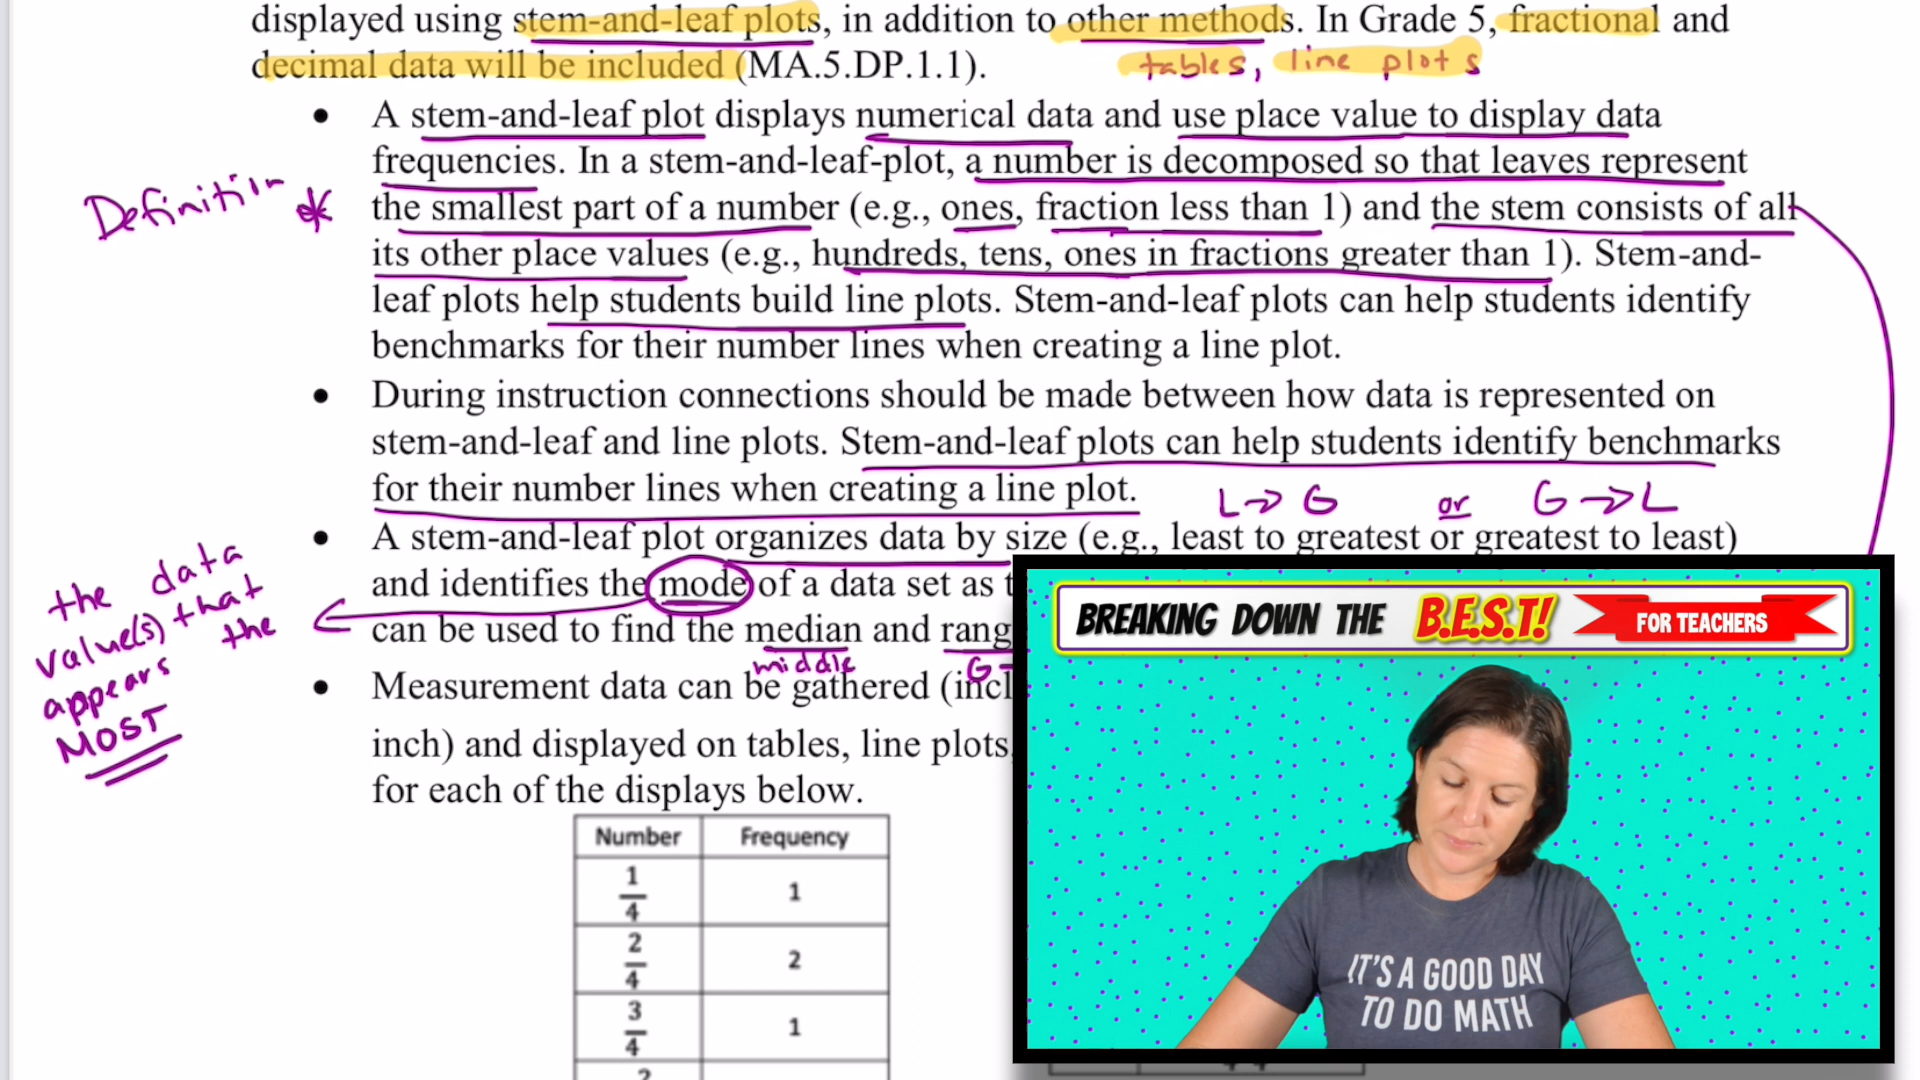 displayed using stem-and-leaf plots, in addition to other methods. In Grade 5, fractional and
decimal data will be included (MA.5.DP.1.1).
tables, line plots
• A stem-and-leaf plot displays numerical data and use place value to display data
frequencies. In a stem-and-leaf-plot, a number is decomposed so that leaves represent
Definition *
the smallest part of a number (e.g., ones, fraction less than 1) and the stem consists of all
its other place values (e.g., hundreds, tens, ones in fractions greater than 1). Stem-and-
leaf plots help students build line plots. Stem-and-leaf plots can help students identify
benchmarks for their number lines when creating a line plot.
• During instruction connections should be made between how data is represented on
stem-and-leaf and line plots. Stem-and-leaf plots can help students identify benchmarks
for their number lines when creating a line plot.
L → G or G → L
• A stem-and-leaf plot organizes data by size (e.g., least to greatest or greatest to least)
and identifies the mode of a data set as
can be used to find the median and
middle
G -
the data
value(s) that
appears the
MOST
• Measurement data can be gathered
inch) and displayed on tables, line plots,
for each of the displays below.
Number Frequency
1/4 1
2/4 2
3/4 1
2
BREAKING DOWN THE B.E.S.T! FOR TEACHERS
IT'S A GOOD DAY
TO DO MATH